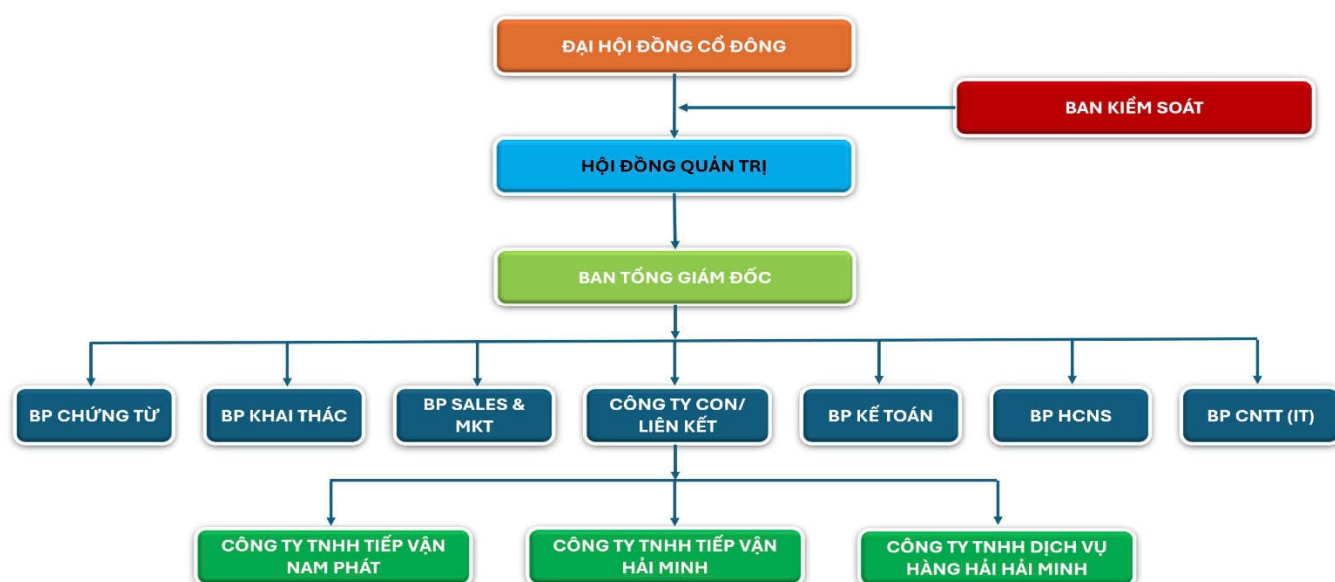 ĐẠI HỘI ĐỒNG CỔ ĐÔNG
BAN KIỂM SOÁT
HỘI ĐỒNG QUẢN TRỊ
BAN TỔNG GIÁM ĐỐC
BP CHỨNG TỪ
BP KHAI THÁC
BP SALES &
MKT
CÔNG TY CON/
LIÊN KẾT
BP KẾ TOÁN
BP HCNS
BP CNTT (IT)
CÔNG TY TNHH TIẾP VẬN
NAM PHÁT
CÔNG TY TNHH TIẾP VẬN
HẢI MINH
CÔNG TY TNHH DỊCH VỤ
HÀNG HẢI HẢI MINH